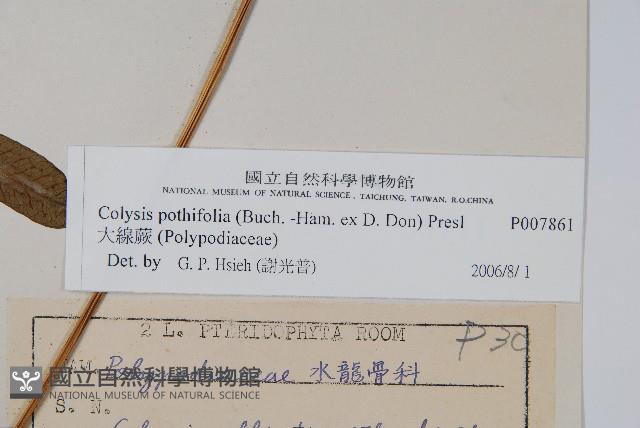 國立自然科學博物館
NATIONAL MUSEUM OF NATURAL SCIENCE , TAICHUNG, TAIWAN, R.O.CHINA
Colysis pothifolia (Buch. -Ham. ex D. Don) Presl P007861
大線蕨 (Polypodiaceae)
Det. by G. P. Hsieh (謝光普) 2006/8/ 1
2 L. PTERIDOPHYTA ROOM P30
水龍骨科
國立自然科學博物館
NATIONAL MUSEUM OF NATURAL SCIENCE
S. N.